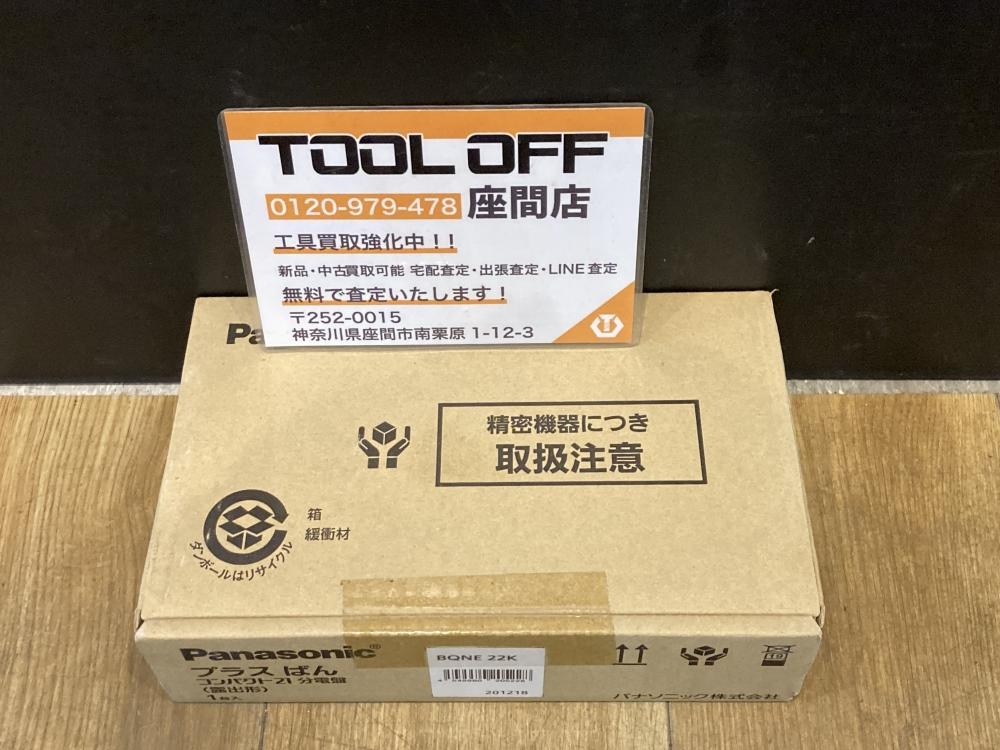 TOOL OFF
0120-979-478 座間店
工具買取強化中!!
新品・中古買取可能 宅配査定・出張査定・LINE査定
無料で査定いたします!
〒252-0015
神奈川県座間市南栗原 1-12-3
Pa
精密機器につき
取扱注意
箱
緩衝材
ダンボールはリサイクル
Panasonic®
プラス ばん
コンパクト21 分電盤
(露出形)
1台入
BQNE 22K
201218
パナソニック株式会社